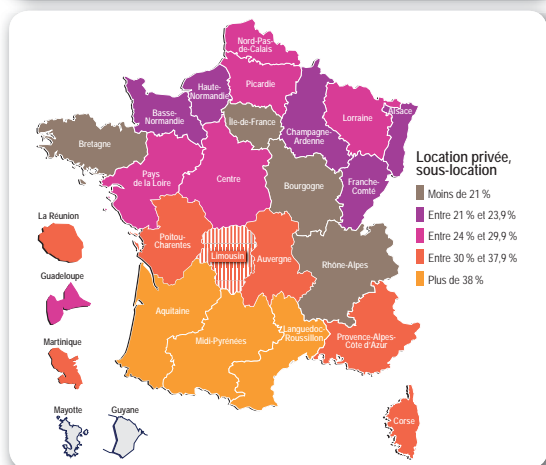 Nord-Pas-
de-Calais
Picardie
Haute-
Normandie
Basse-
Normandie
Île-de-France
Champagne-
Ardenne
Lorraine
Alsace
Bretagne
Pays
de la Loire
Centre
Bourgogne
Franche-
Comté
Location privée,
sous-location
Moins de 21 %
Entre 21 % et 23,9 %
Entre 24 % et 29,9 %
Entre 30 % et 37,9 %
Plus de 38 %
La Réunion
Poitou-
Charentes
Limousin
Auvergne
Rhône-Alpes
Guadeloupe
Aquitaine
Midi-Pyrénées
Languedoc-
Roussillon
Provence-Alpes-
Côte d'Azur
Martinique
Mayotte
Guyane
Corse